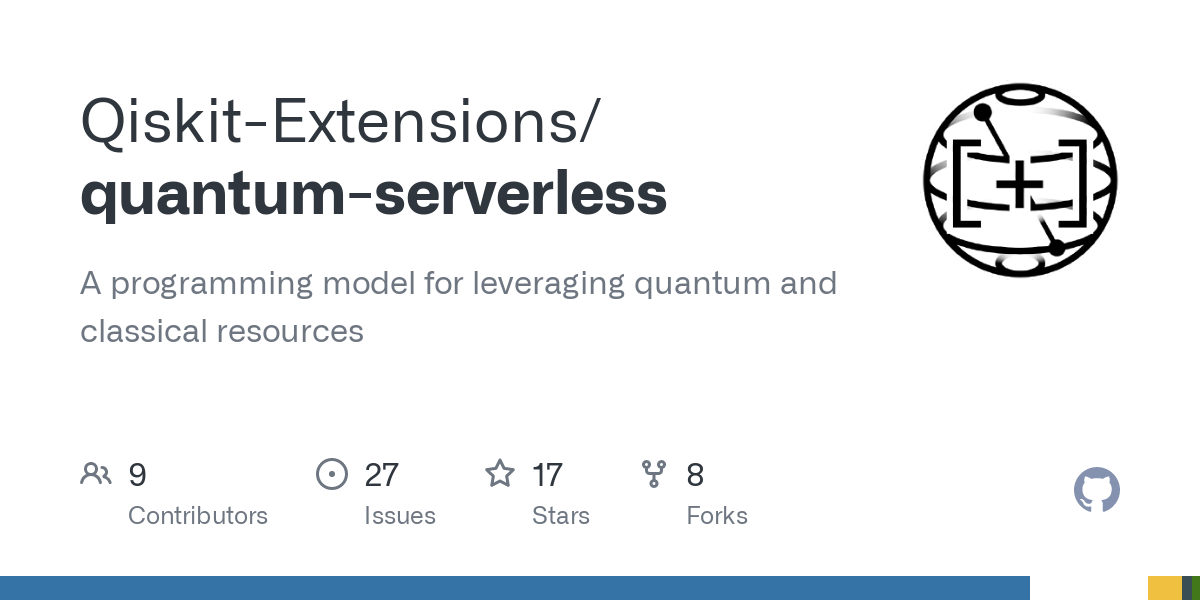 Qiskit-Extensions/
quantum-serverless
A programming model for leveraging quantum and
classical resources
9 27 17 8
Contributors Issues Stars Forks